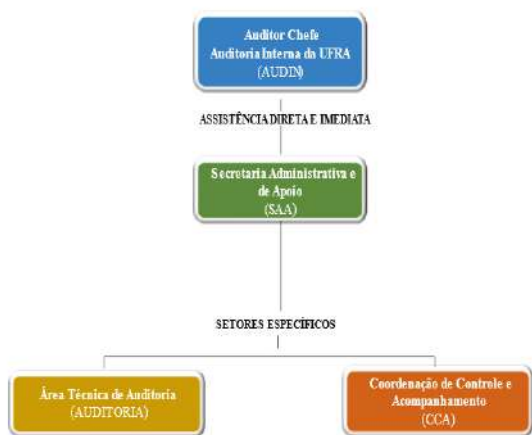 Auditor Chefe
Auditoria Interna da UFRA
(AUDIN)
ASSISTÊNCIA DIRETA E IMEDIATA
Secretaria Administrativa e
de Apoio
(SAA)
SETORES ESPECÍFICOS
Área Técnica de Auditoria
(AUDITORIA)
Coordenação de Controle e
Acompanhamento
(CCA)